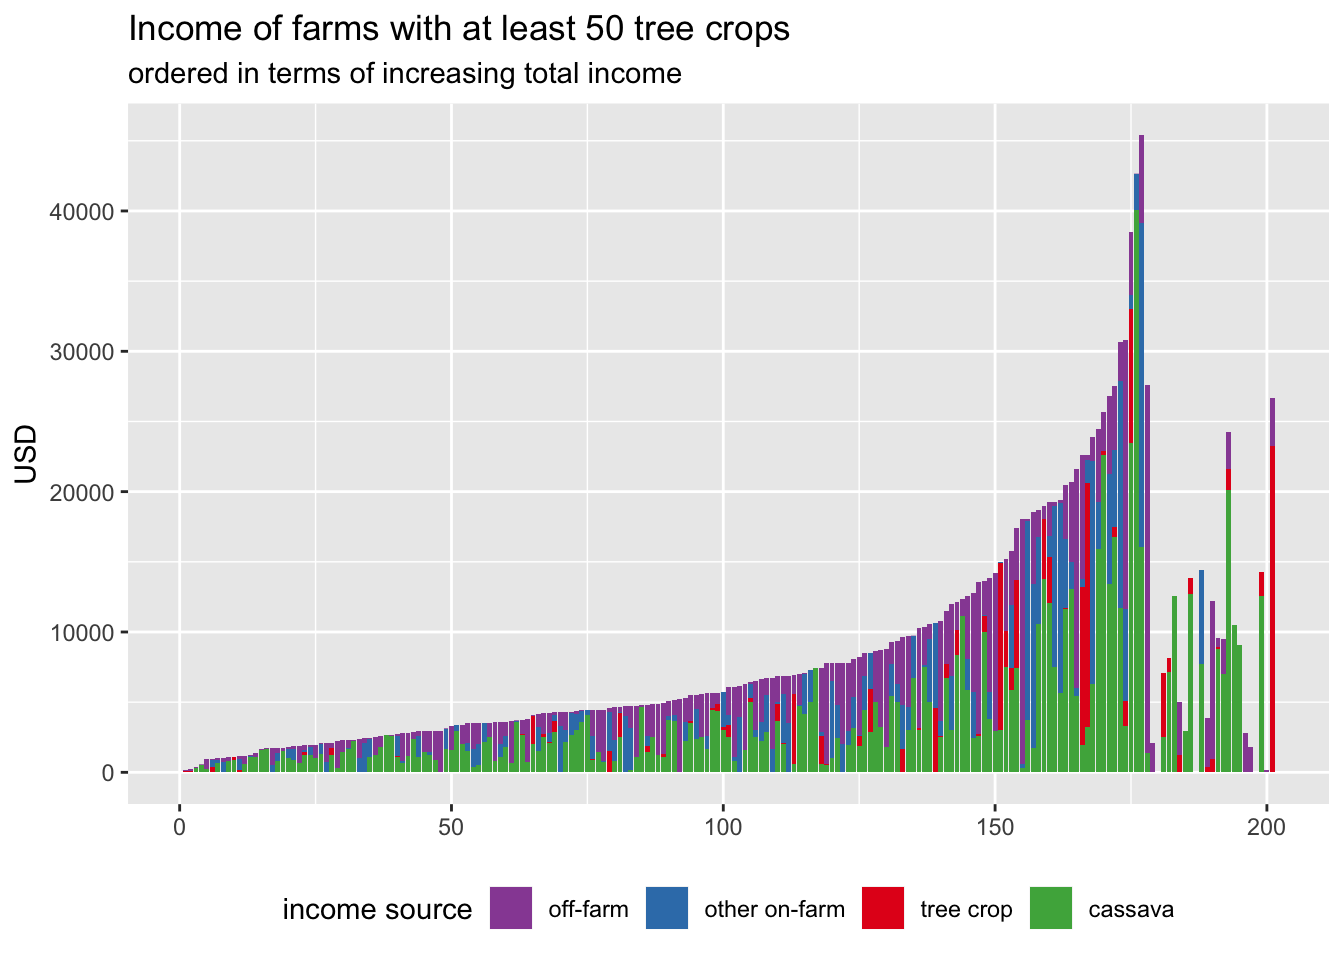 Income of farms with at least 50 tree crops
ordered in terms of increasing total income
USD
40000
30000
20000
10000
0
0 50 100 150 200
income source off-farm other on-farm tree crop cassava